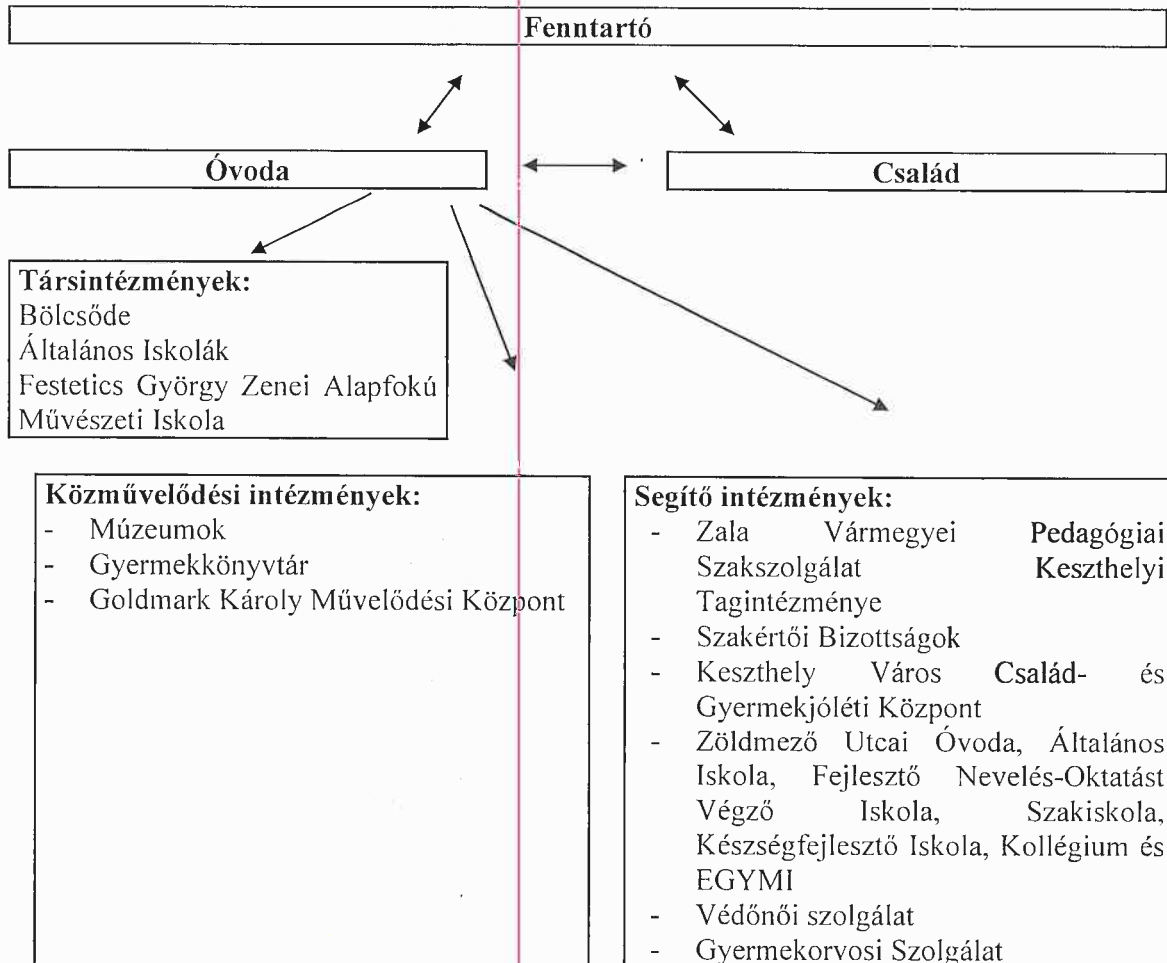 Fenntartó
Óvoda
Család
Társintézmények:
Bölcsőde
Általános Iskolák
Festetics György Zenei Alapfokú
Művészeti Iskola
Közművelődési intézmények:
- Múzeumok
- Gyermekkönyvtár
- Goldmark Károly Művelődési Központ
Segítő intézmények:
- Zala Vármegyei Pedagógiai
Szakszolgálat Keszthelyi
Tagintézménye
- Szakértői Bizottságok
- Keszthely Város Család- és
Gyermekjóléti Központ
- Zöldmező Utcai Óvoda, Általános
Iskola, Fejlesztő Nevelés-Oktatást
Végző Iskola, Szakiskola,
Készségfejlesztő Iskola, Kollégium és
EGYMI
- Védőnői szolgálat
- Gyermekorvosi Szolgálat